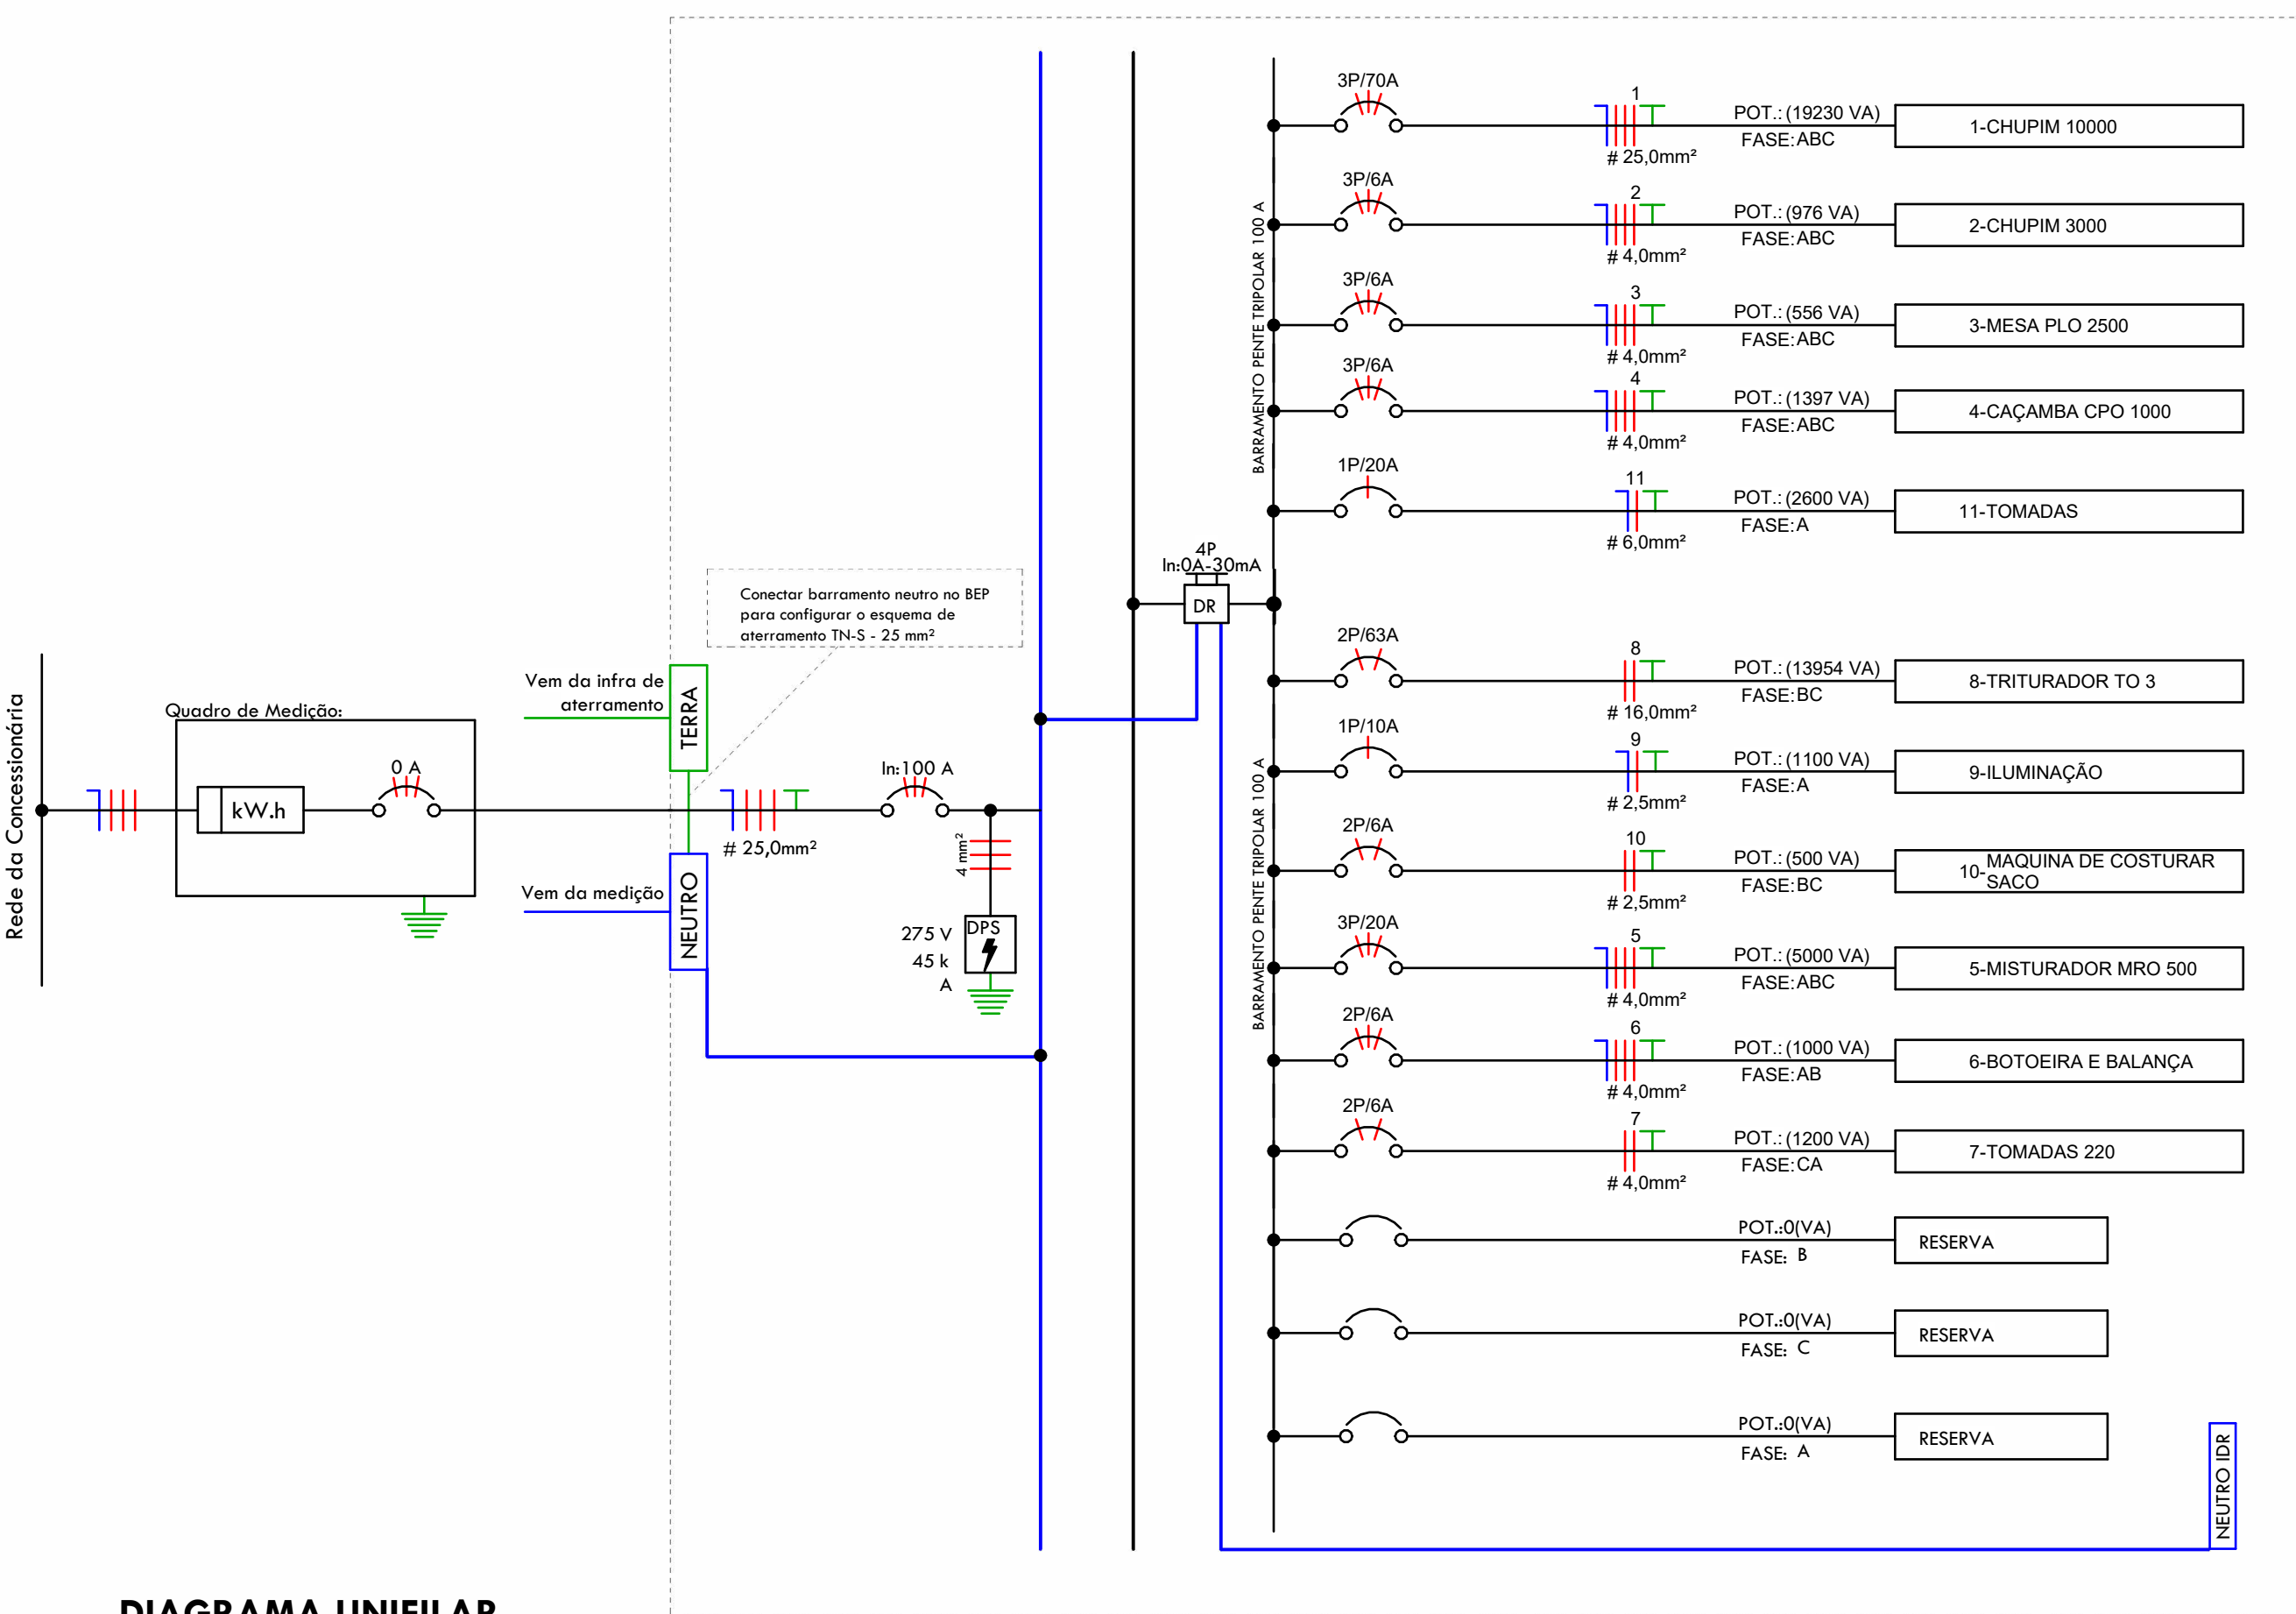 Rede da Concessionária
Quadro de Medição:
kW.h
0 A
Vem da infra de
aterramento
TERRA
Vem da medição
NEUTRO
Conectar barramento neutro no BEP
para configurar o esquema de
aterramento TN-S - 25 mm²
# 25,0mm²
In:100 A
4 mm²
275 V
45 k
A
DPS
4P
In:0A-30mA
DR
BARRAMENTO PENTE TRIPOLAR 100 A
3P/70A
1
# 25,0mm²
POT.: (19230 VA)
FASE: ABC
1-CHUPIM 10000
3P/6A
2
# 4,0mm²
POT.: (976 VA)
FASE: ABC
2-CHUPIM 3000
3P/6A
3
# 4,0mm²
POT.: (556 VA)
FASE: ABC
3-MESA PLO 2500
3P/6A
4
# 4,0mm²
POT.: (1397 VA)
FASE: ABC
4-CAÇAMBA CPO 1000
1P/20A
11
# 6,0mm²
POT.: (2600 VA)
FASE: A
11-TOMADAS
BARRAMENTO PENTE TRIPOLAR 100 A
2P/63A
8
# 16,0mm²
POT.: (13954 VA)
FASE: BC
8-TRITURADOR TO 3
1P/10A
9
# 2,5mm²
POT.: (1100 VA)
FASE: A
9-ILUMINAÇÃO
2P/6A
10
# 2,5mm²
POT.: (500 VA)
FASE: BC
10-MAQUINA DE COSTURAR
SACO
3P/20A
5
# 4,0mm²
POT.: (5000 VA)
FASE: ABC
5-MISTURADOR MRO 500
2P/6A
6
# 4,0mm²
POT.: (1000 VA)
FASE: AB
6-BOTOEIRA E BALANÇA
2P/6A
7
# 4,0mm²
POT.: (1200 VA)
FASE: CA
7-TOMADAS 220
POT.:0(VA)
FASE: B
RESERVA
POT.:0(VA)
FASE: C
RESERVA
POT.:0(VA)
FASE: A
RESERVA
NEUTRO IDR
DIAGRAMA UNIFILAR